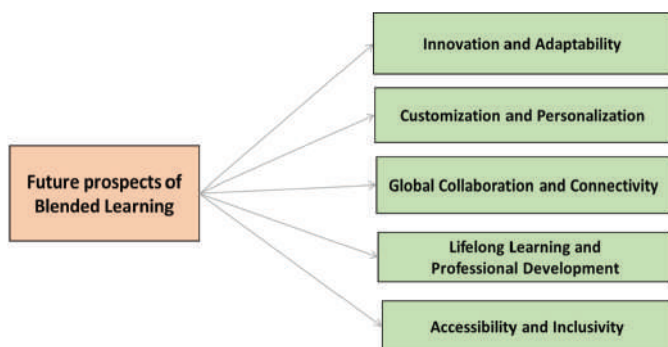 Future prospects of
Blended Learning
Innovation and Adaptability
Customization and Personalization
Global Collaboration and Connectivity
Lifelong Learning and
Professional Development
Accessibility and Inclusivity